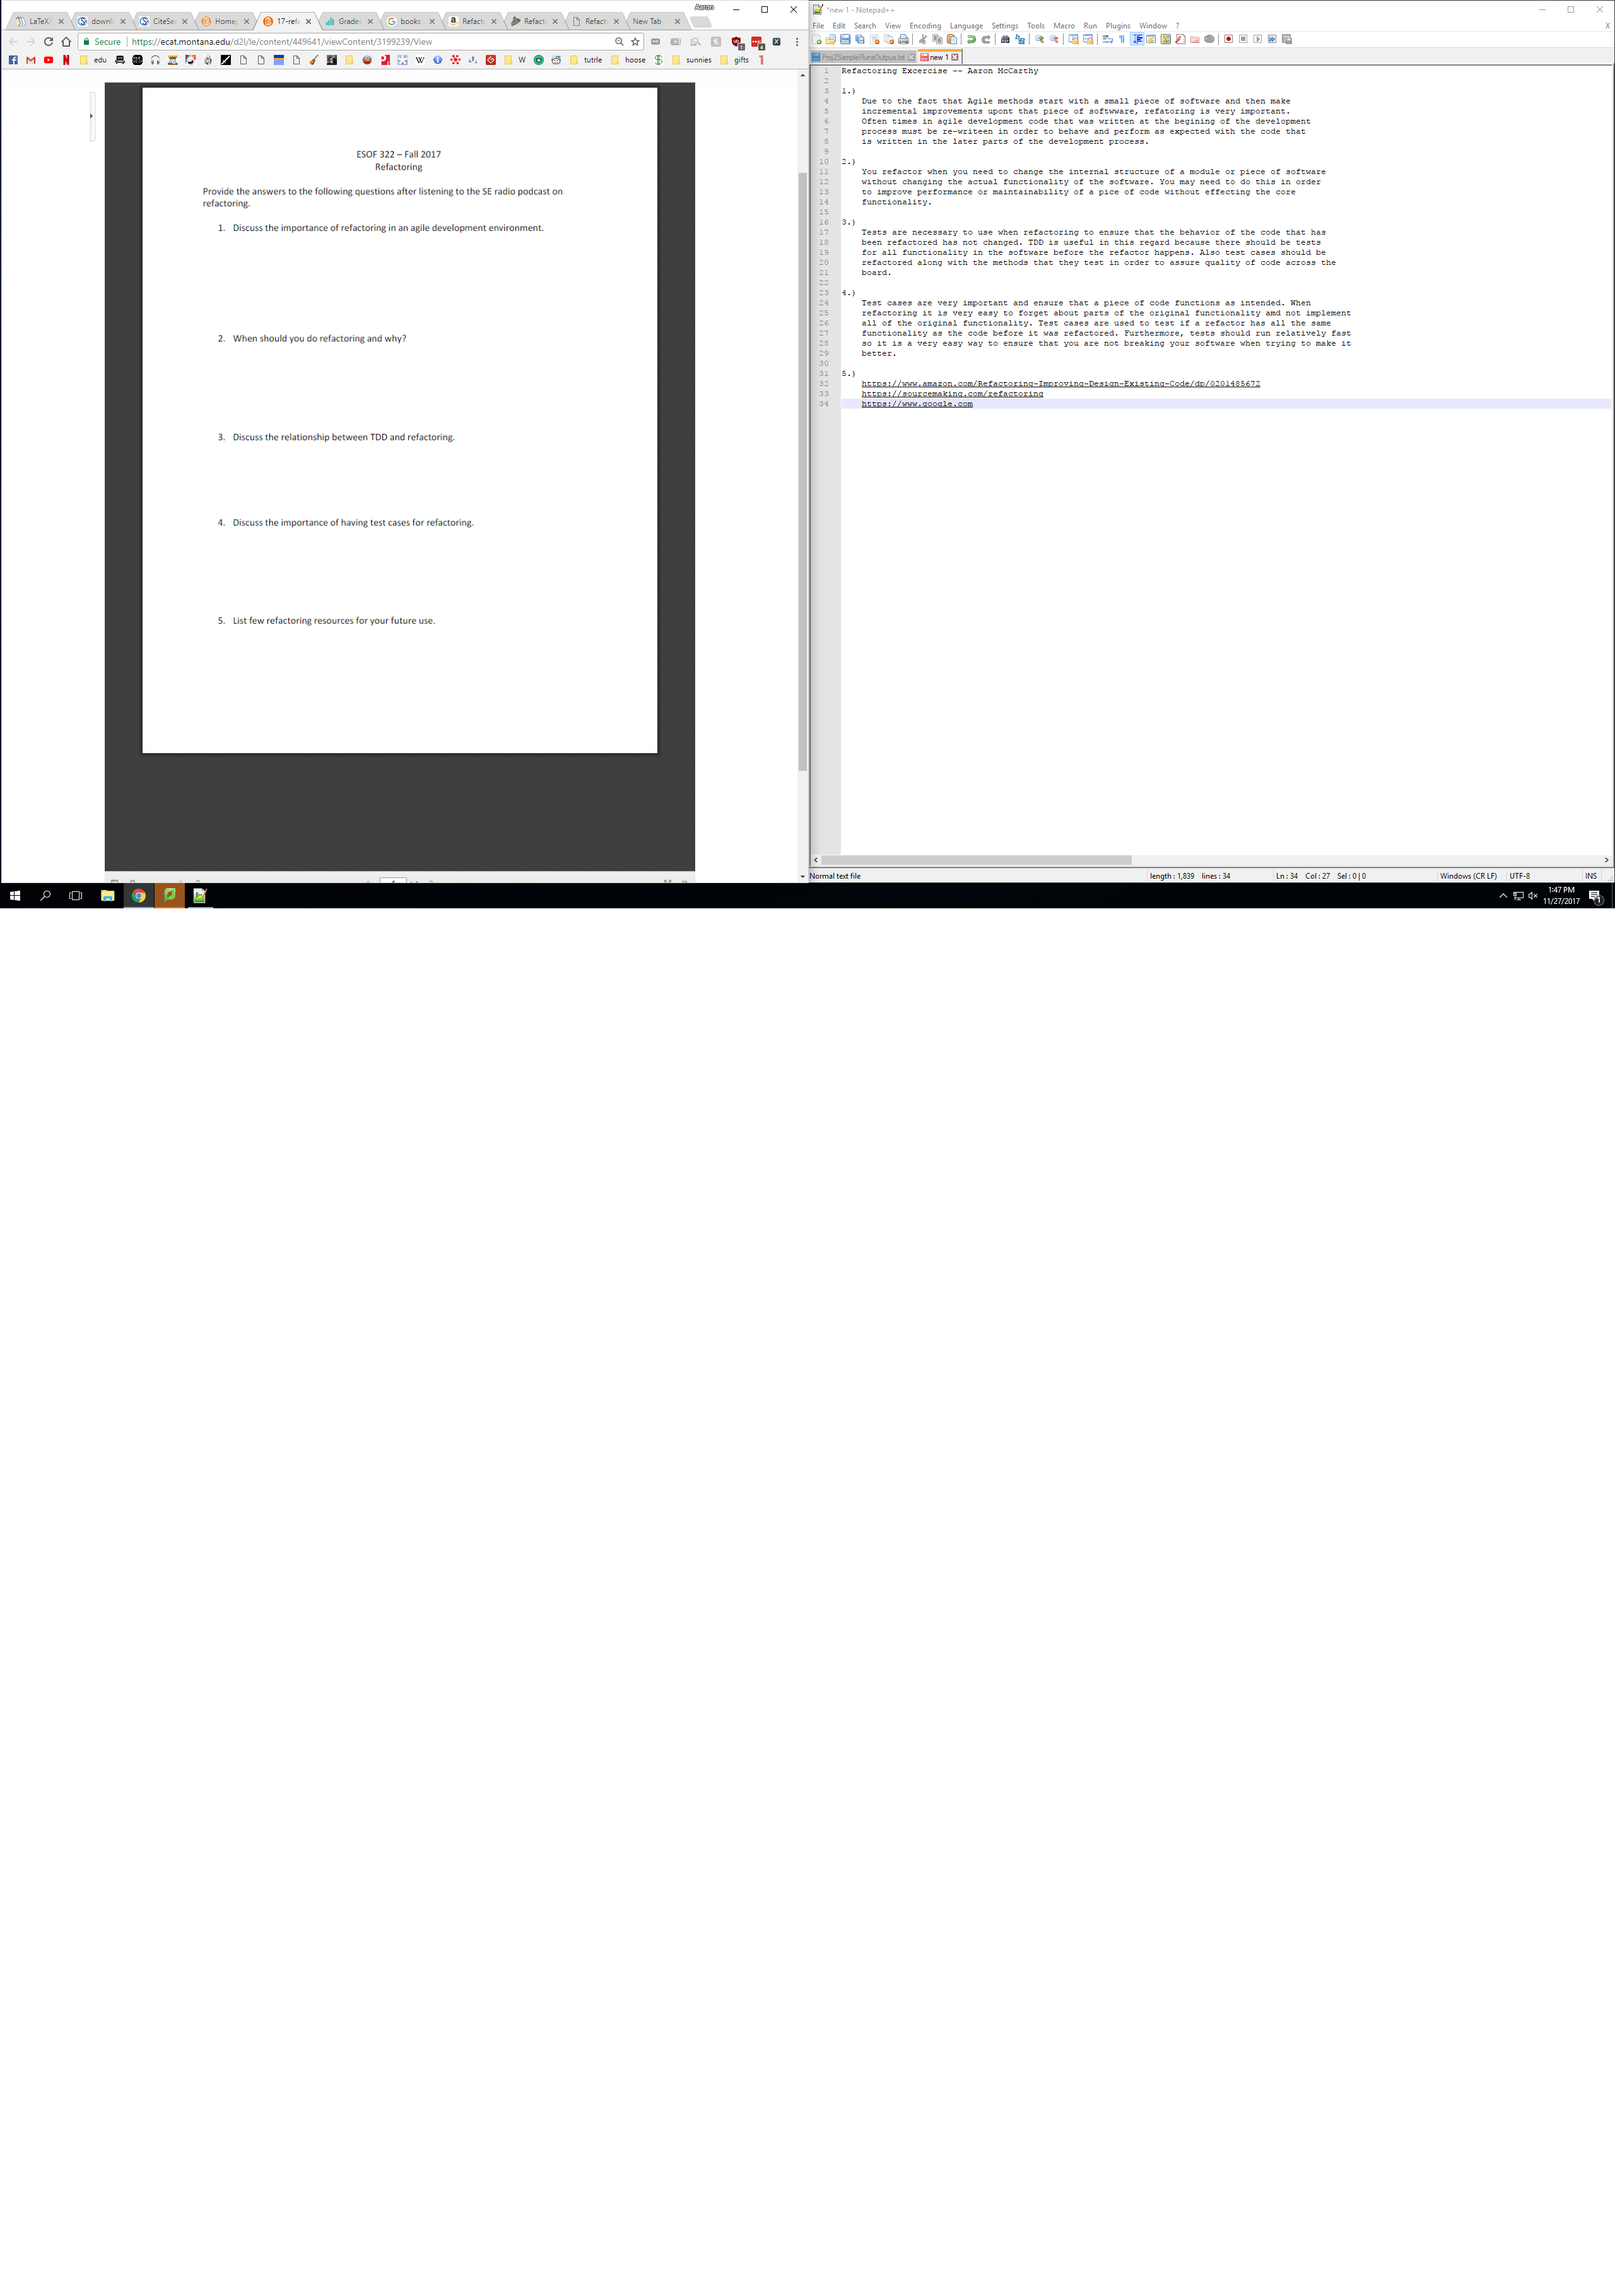 Aaron
LaTeX/
downlo
CiteSe
Home
17-refa
Grades
books
Refact
Refact
Refact
New Tab
Secure
https://ecat.montana.edu/d2l/le/content/449641/viewContent/3199239/View
edu
W
tutrle
hoose
sunnies
gifts
ESOF 322 – Fall 2017
Refactoring
Provide the answers to the following questions after listening to the SE radio podcast on
refactoring.
1. Discuss the importance of refactoring in an agile development environment.
2. When should you do refactoring and why?
3. Discuss the relationship between TDD and refactoring.
4. Discuss the importance of having test cases for refactoring.
5. List few refactoring resources for your future use.
*new 1 - Notepad++
File Edit Search View Encoding Language Settings Tools Macro Run Plugins Window ? X
Proj2SampleRunsOutpus.txt new 1
1 Refactoring Excercise -- Aaron McCarthy
2
3 1.)
4 Due to the fact that Agile methods start with a small piece of software and then make
5 incremental improvements upont that piece of softwware, refatoring is very important.
6 Often times in agile development code that was written at the begining of the development
7 process must be re-writeen in order to behave and perform as expected with the code that
8 is written in the later parts of the development process.
9
10 2.)
11 You refactor when you need to change the internal structure of a module or piece of software
12 without changing the actual functionality of the software. You may need to do this in order
13 to improve performance or maintainability of a pice of code without effecting the core
14 functionality.
15
16 3.)
17 Tests are necessary to use when refactoring to ensure that the behavior of the code that has
18 been refactored has not changed. TDD is useful in this regard because there should be tests
19 for all functionality in the software before the refactor happens. Also test cases should be
20 refactored along with the methods that they test in order to assure quality of code across the
21 board.
22
23 4.)
24 Test cases are very important and ensure that a piece of code functions as intended. When
25 refactoring it is very easy to forget about parts of the original functionality amd not implement
26 all of the original functionality. Test cases are used to test if a refactor has all the same
27 functionality as the code before it was refactored. Furthermore, tests should run relatively fast
28 so it is a very easy way to ensure that you are not breaking your software when trying to make it
29 better.
30
31 5.)
32 https://www.amazon.com/Refactoring-Improving-Design-Existing-Code/dp/0201485672
33 https://sourcemaking.com/refactoring
34 https://www.google.com
Normal text file length : 1,839 lines : 34 Ln : 34 Col : 27 Sel : 0 | 0 Windows (CR LF) UTF-8 INS
1:47 PM
11/27/2017